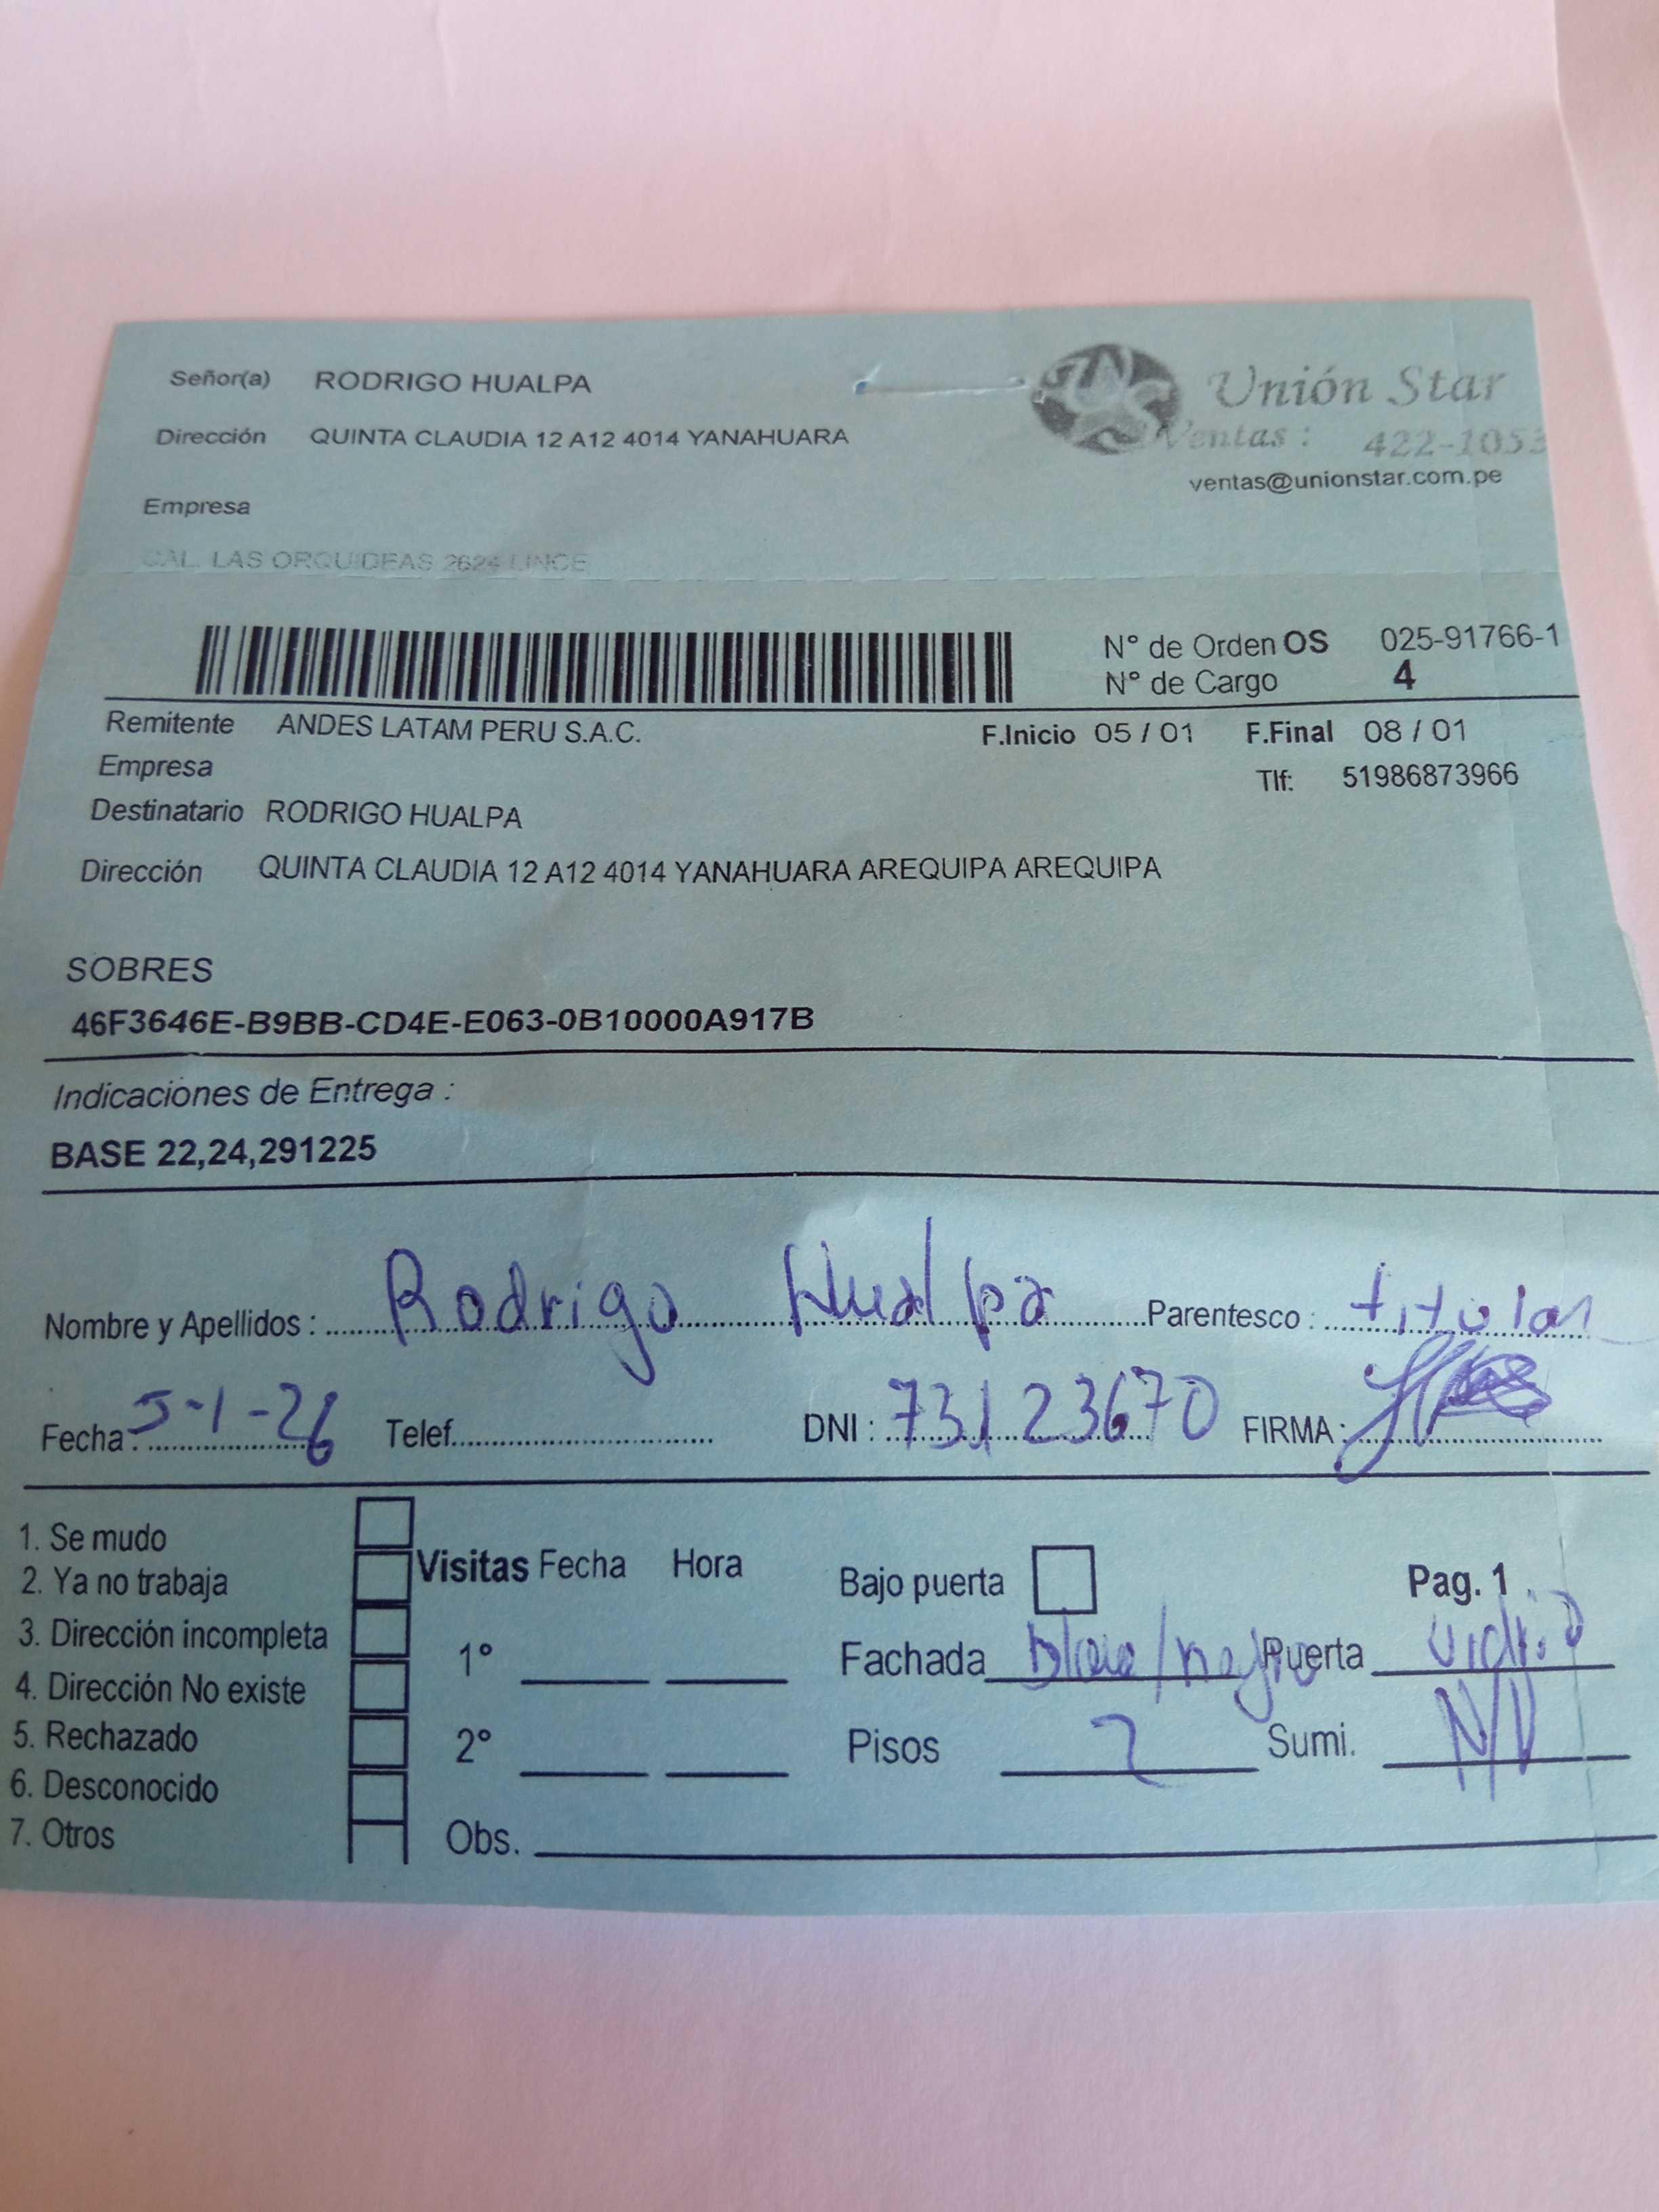 Señor(a) RODRIGO HUALPA
Unión Star
Dirección QUINTA CLAUDIA 12 A12 4014 YANAHUARA
Ventas : 422-1053
ventas@unionstar.com.pe
Empresa
CAL. LAS ORQUIDEAS 2624 LINCE
N° de Orden OS 025-91766-1
N° de Cargo 4
Remitente ANDES LATAM PERU S.A.C. F.Inicio 05 / 01 F.Final 08 / 01
Empresa Tlf: 51986873966
Destinatario RODRIGO HUALPA
Dirección QUINTA CLAUDIA 12 A12 4014 YANAHUARA AREQUIPA AREQUIPA
SOBRES
46F3646E-B9BB-CD4E-E063-0B10000A917B
Indicaciones de Entrega :
BASE 22,24,291225
Nombre y Apellidos : Rodrigo Hualpa Parentesco : titular
Fecha : 5-1-26 Telef. DNI : 73123670 FIRMA :
1. Se mudo
2. Ya no trabaja Visitas Fecha Hora Bajo puerta Pag. 1
3. Dirección incompleta 1° Fachada /negro Puerta vidrio
4. Dirección No existe
5. Rechazado 2° Pisos 2 Sumi. N/V
6. Desconocido
7. Otros Obs.